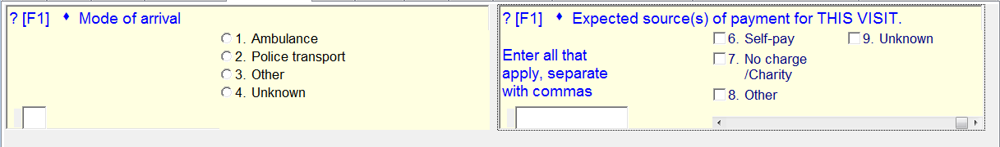 ? [F1] ♦ Mode of arrival
1. Ambulance
2. Police transport
3. Other
4. Unknown
? [F1] ♦ Expected source(s) of payment for THIS VISIT.
Enter all that
apply, separate
with commas
6. Self-pay
7. No charge
/Charity
8. Other
9. Unknown